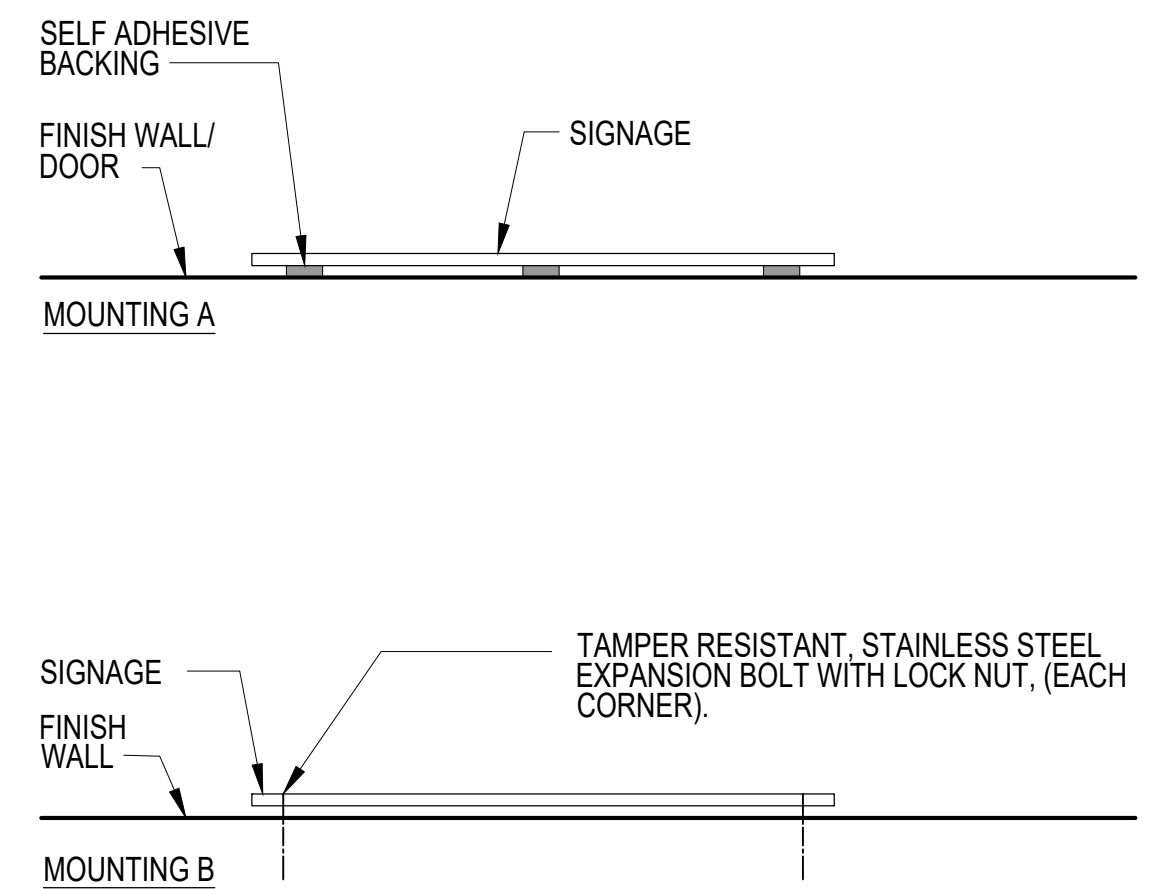 SELF ADHESIVE
BACKING
FINISH WALL/
DOOR
SIGNAGE
MOUNTING A
TAMPER RESISTANT, STAINLESS STEEL
EXPANSION BOLT WITH LOCK NUT, (EACH
CORNER).
SIGNAGE
FINISH
WALL
MOUNTING B